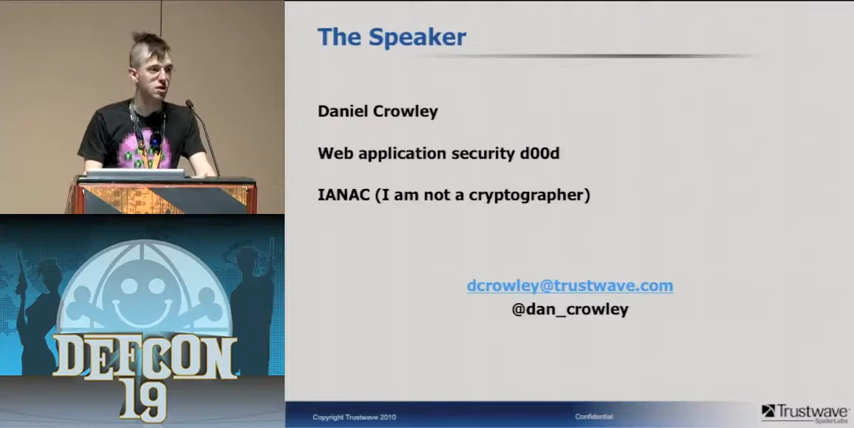 The Speaker
Daniel Crowley
Web application security d00d
IANAC (I am not a cryptographer)
dcrowley@trustwave.com
@dan_crowley
DEFCON
19
Copyright Trustwave 2010
Confidential
Trustwave
SpiderLabs